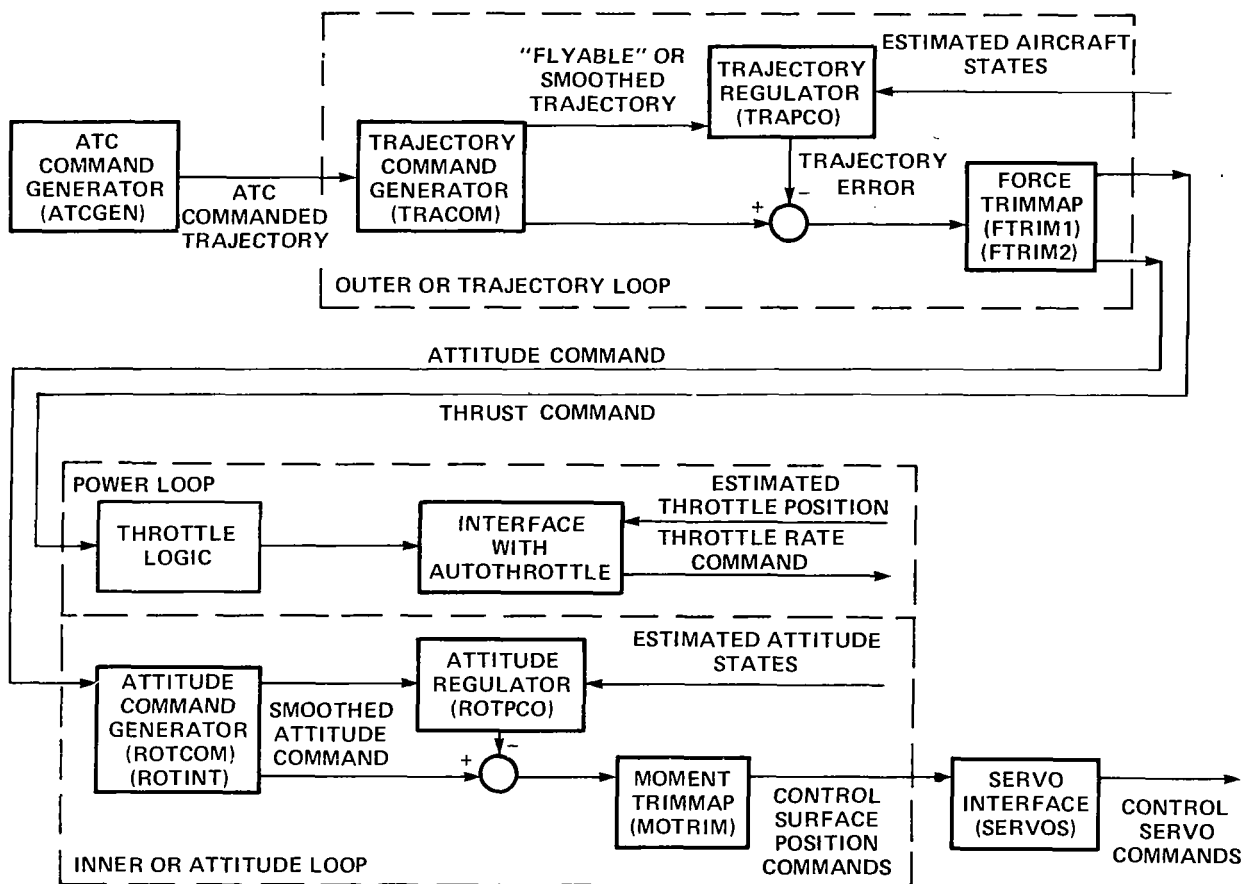 "FLYABLE" OR
SMOOTHED
TRAJECTORY
TRAJECTORY
REGULATOR
(TRAPCO)
ESTIMATED AIRCRAFT
STATES
ATC
COMMAND
GENERATOR
(ATCGEN)
ATC
COMMANDED
TRAJECTORY
TRAJECTORY
COMMAND
GENERATOR
(TRACOM)
TRAJECTORY
ERROR
−
+
FORCE
TRIMMAP
(FTRIM1)
(FTRIM2)
OUTER OR TRAJECTORY LOOP
ATTITUDE COMMAND
THRUST COMMAND
POWER LOOP
THROTTLE
LOGIC
INTERFACE
WITH
AUTOTHROTTLE
ESTIMATED
THROTTLE POSITION
THROTTLE RATE
COMMAND
ATTITUDE
COMMAND
GENERATOR
(ROTCOM)
(ROTINT)
SMOOTHED
ATTITUDE
COMMAND
ATTITUDE
REGULATOR
(ROTPCO)
ESTIMATED ATTITUDE
STATES
−
+
MOMENT
TRIMMAP
(MOTRIM)
CONTROL
SURFACE
POSITION
COMMANDS
SERVO
INTERFACE
(SERVOS)
CONTROL
SERVO
COMMANDS
INNER OR ATTITUDE LOOP